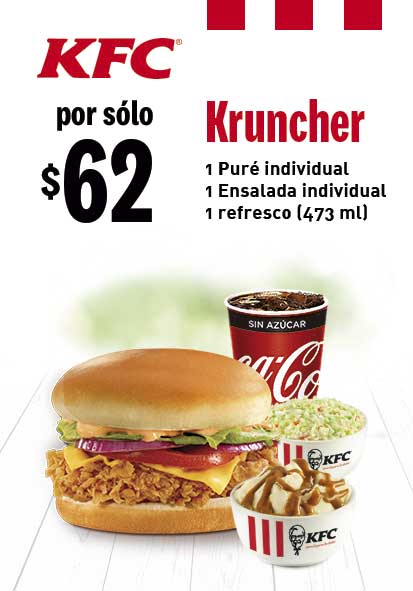 KFC®
por sólo
$62
Kruncher
1 Puré individual
1 Ensalada individual
1 refresco (473 ml)
SIN AZÚCAR
Coca-Co
KFC
KFC